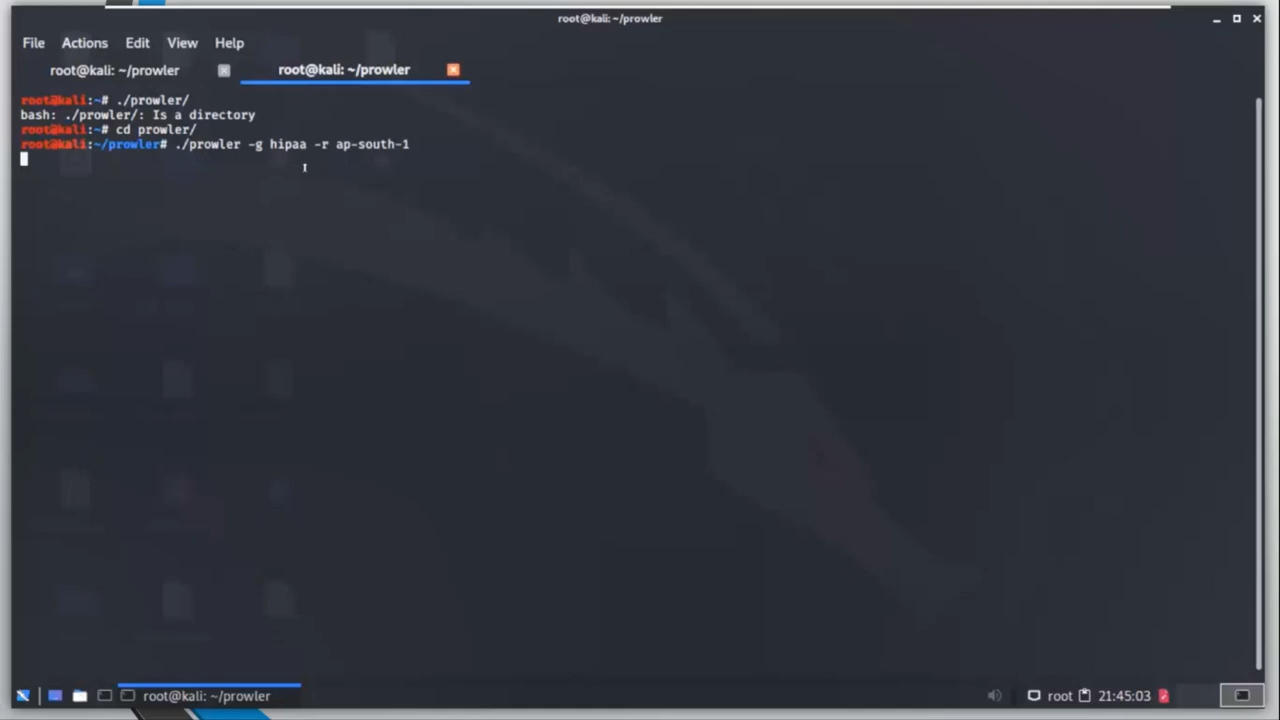 root@kali: ~/prowler
File Actions Edit View Help
root@kali: ~/prowler root@kali: ~/prowler
root@kali:~# ./prowler/
bash: ./prowler/: Is a directory
root@kali:~# cd prowler/
root@kali:~/prowler# ./prowler -g hipaa -r ap-south-1
root@kali: ~/prowler root 21:45:03